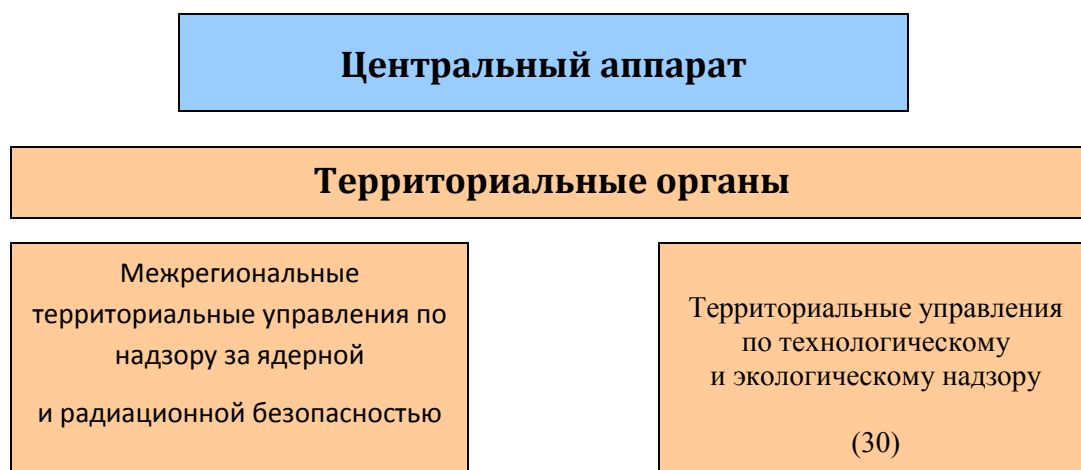 Центральный аппарат
Территориальные органы
Межрегиональные
территориальные управления по
надзору за ядерной
и радиационной безопасностью
Территориальные управления
по технологическому
и экологическому надзору
(30)